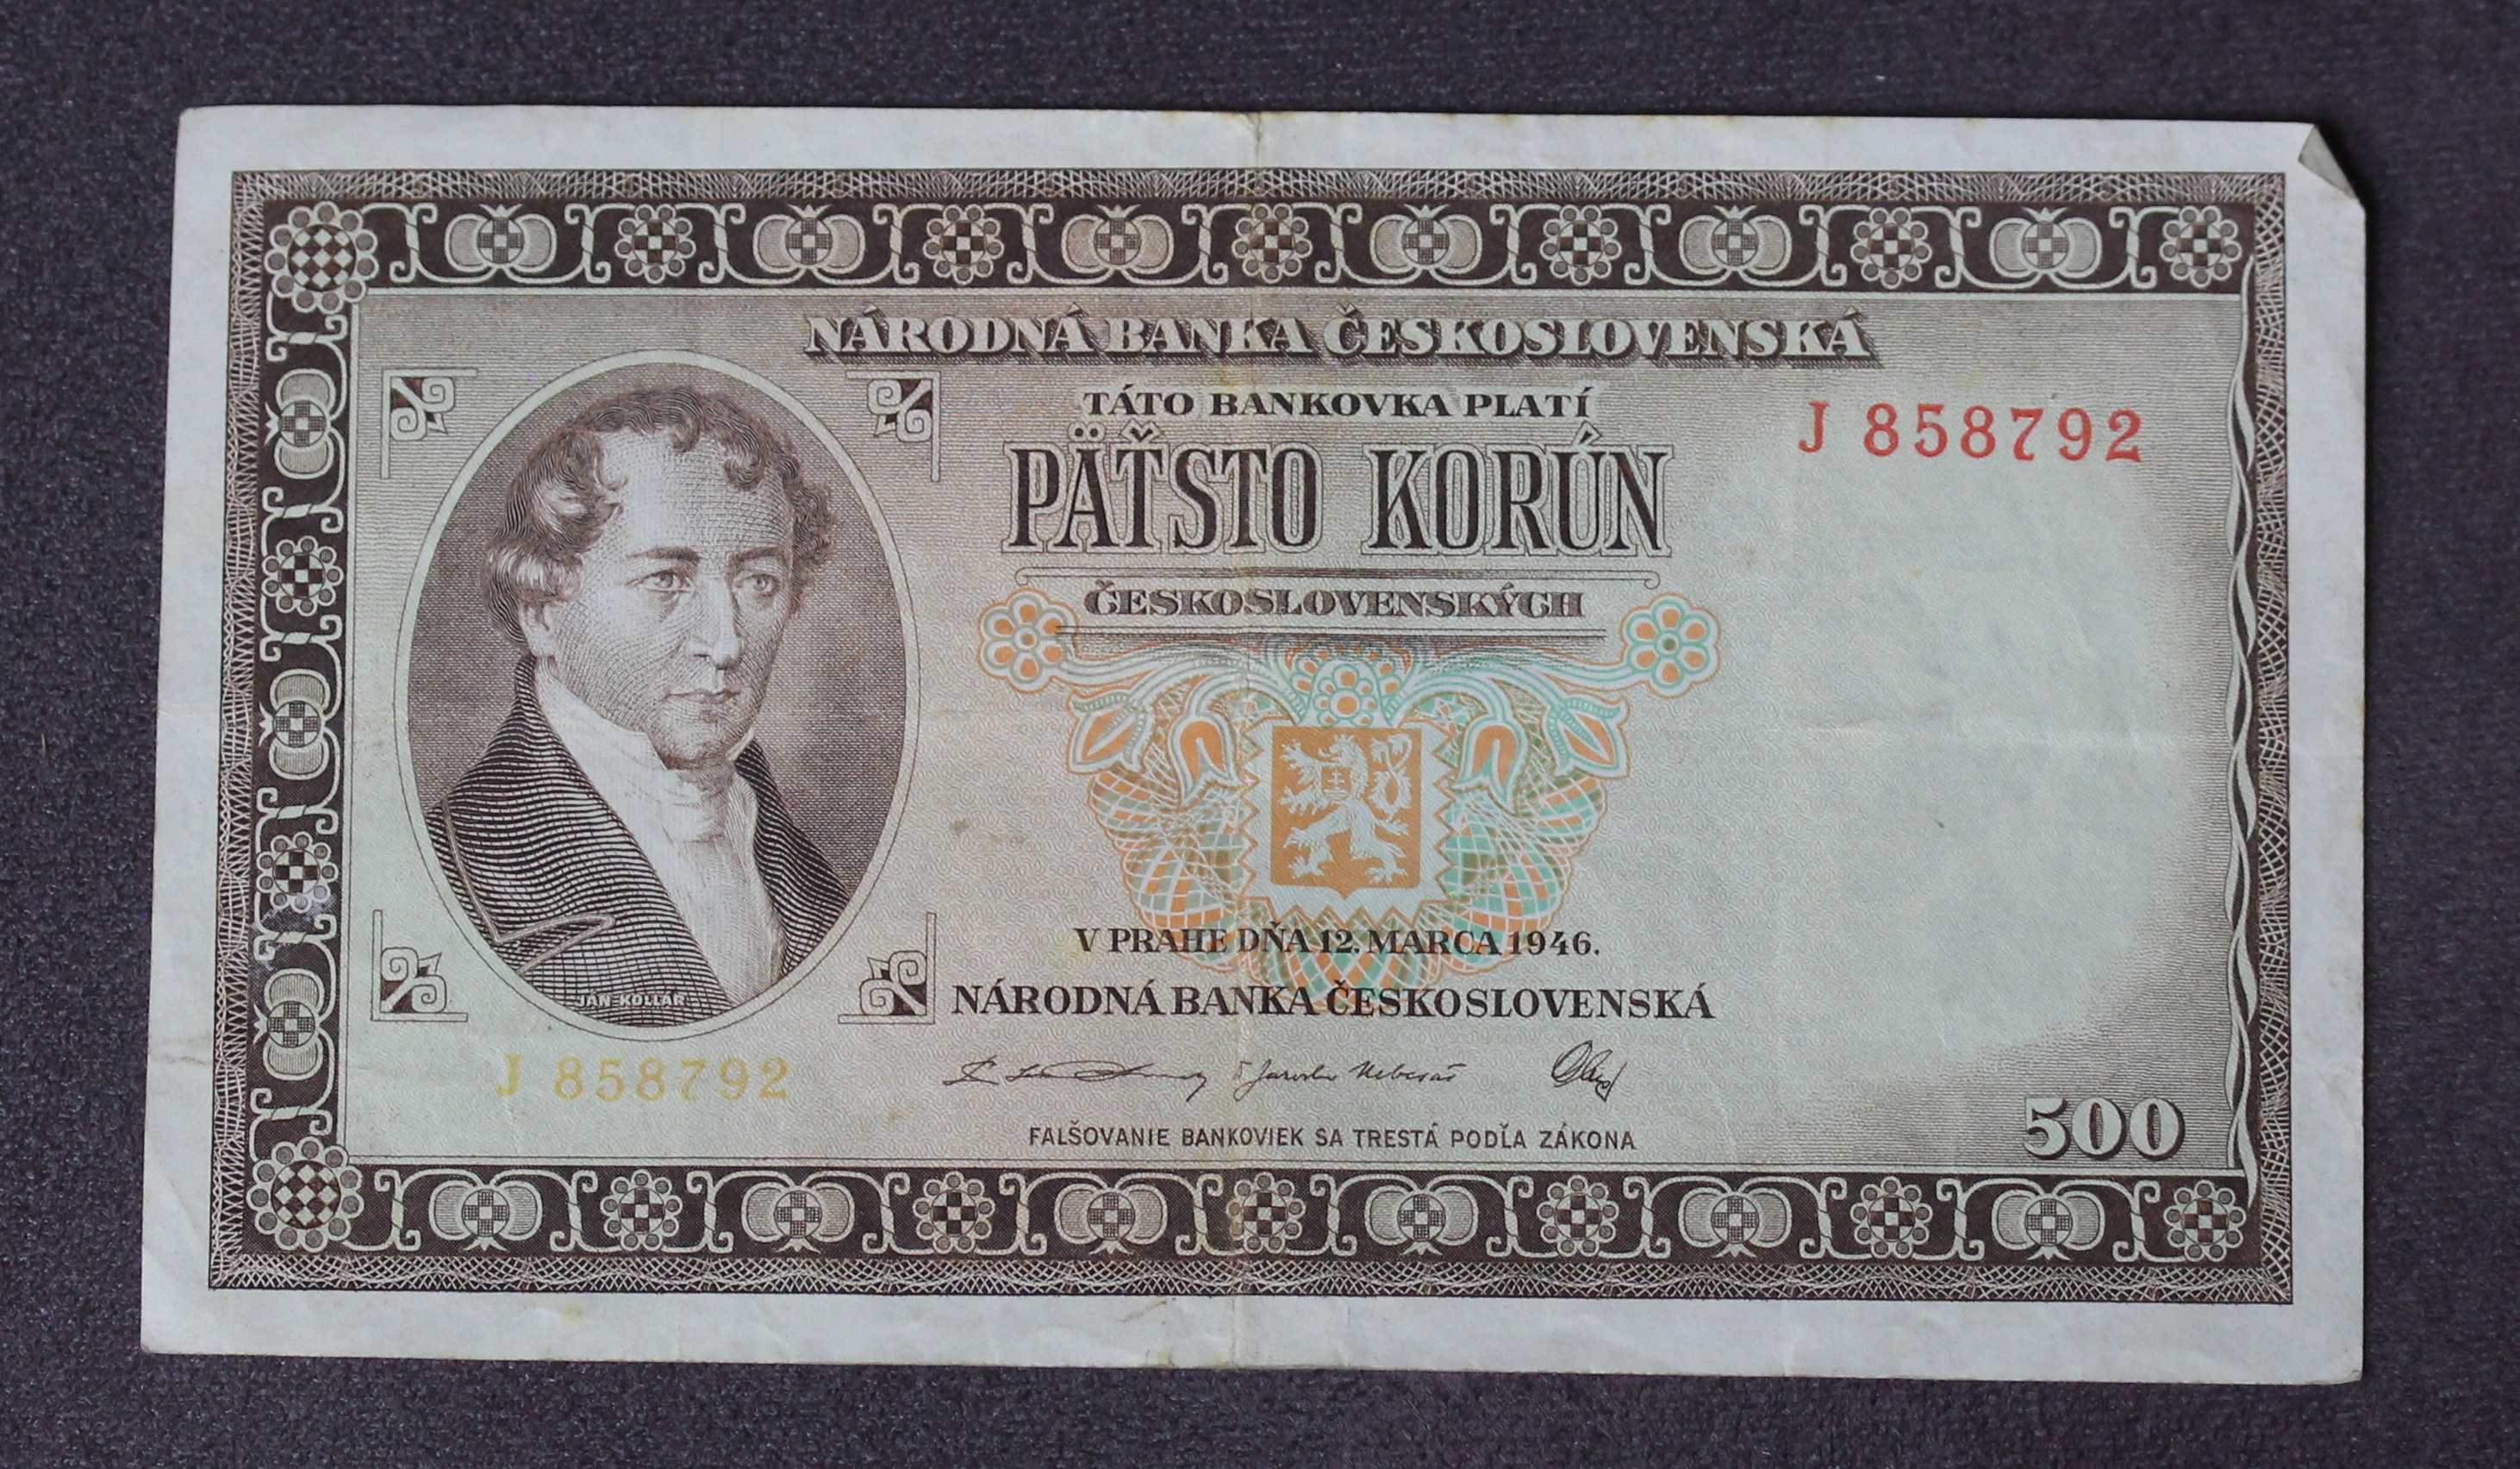 NÁRODNÁ BANKA ČESKOSLOVENSKÁ
TÁTO BANKOVKA PLATÍ
PÄŤSTO KORÚN
ČESKOSLOVENSKÝCH
J 858792
JÁN KOLLÁR
V PRAHE DŇA 12. MARCA 1946.
NÁRODNÁ BANKA ČESKOSLOVENSKÁ
J 858792
FALŠOVANIE BANKOVIEK SA TRESTÁ PODĽA ZÁKONA
500